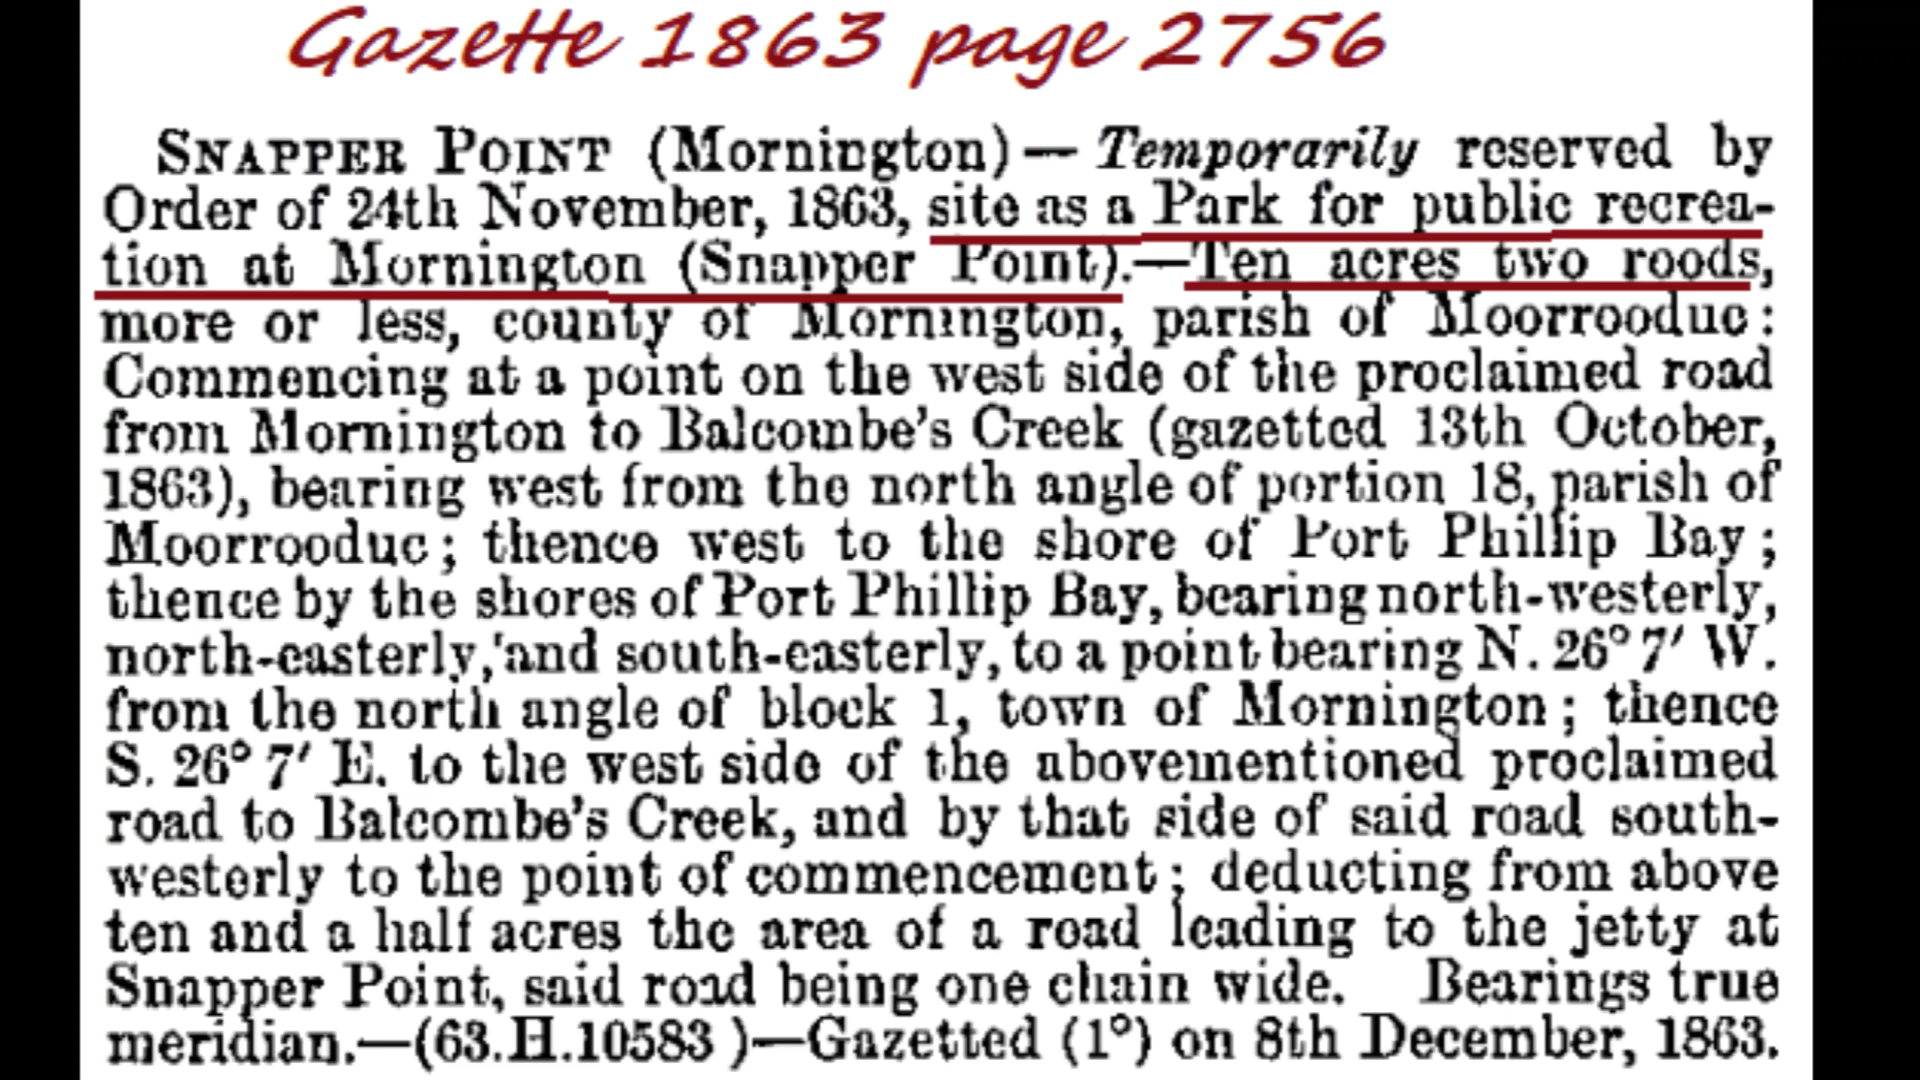 Gazette 1863 page 2756
SNAPPER POINT (Mornington) — Temporarily reserved by
Order of 24th November, 1863, site as a Park for public recrea-
tion at Mornington (Snapper Point).—Ten acres two roods,
more or less, county of Mornington, parish of Moorrooduc:
Commencing at a point on the west side of the proclaimed road
from Mornington to Balcombe's Creek (gazetted 13th October,
1863), bearing west from the north angle of portion 18, parish of
Moorrooduc; thence west to the shore of Port Phillip Bay;
thence by the shores of Port Phillip Bay, bearing north-westerly,
north-easterly, and south-easterly, to a point bearing N. 26° 7′ W.
from the north angle of block 1, town of Mornington; thence
S. 26° 7′ E. to the west side of the abovementioned proclaimed
road to Balcombe's Creek, and by that side of said road south-
westerly to the point of commencement; deducting from above
ten and a half acres the area of a road leading to the jetty at
Snapper Point, said road being one chain wide. Bearings true
meridian.—(63.H.10583 )—Gazetted (1°) on 8th December, 1863.